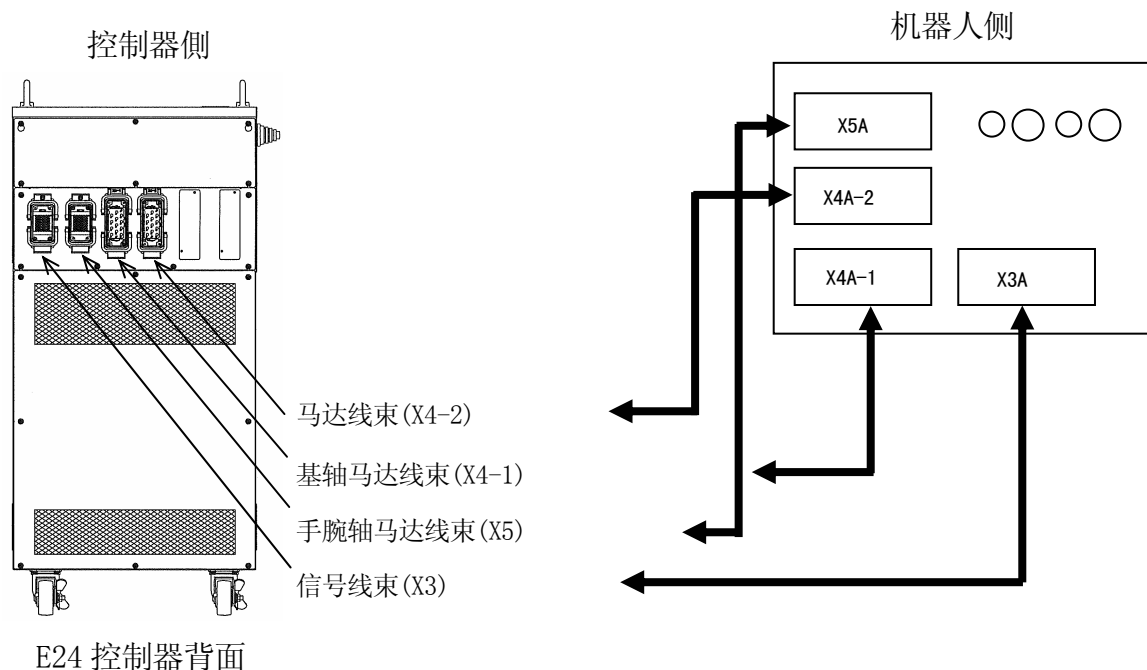 控制器側
机器人侧
X5A
X4A-2
X4A-1
X3A
马达线束(X4-2)
基轴马达线束(X4-1)
手腕轴马达线束(X5)
信号线束(X3)
E24 控制器背面